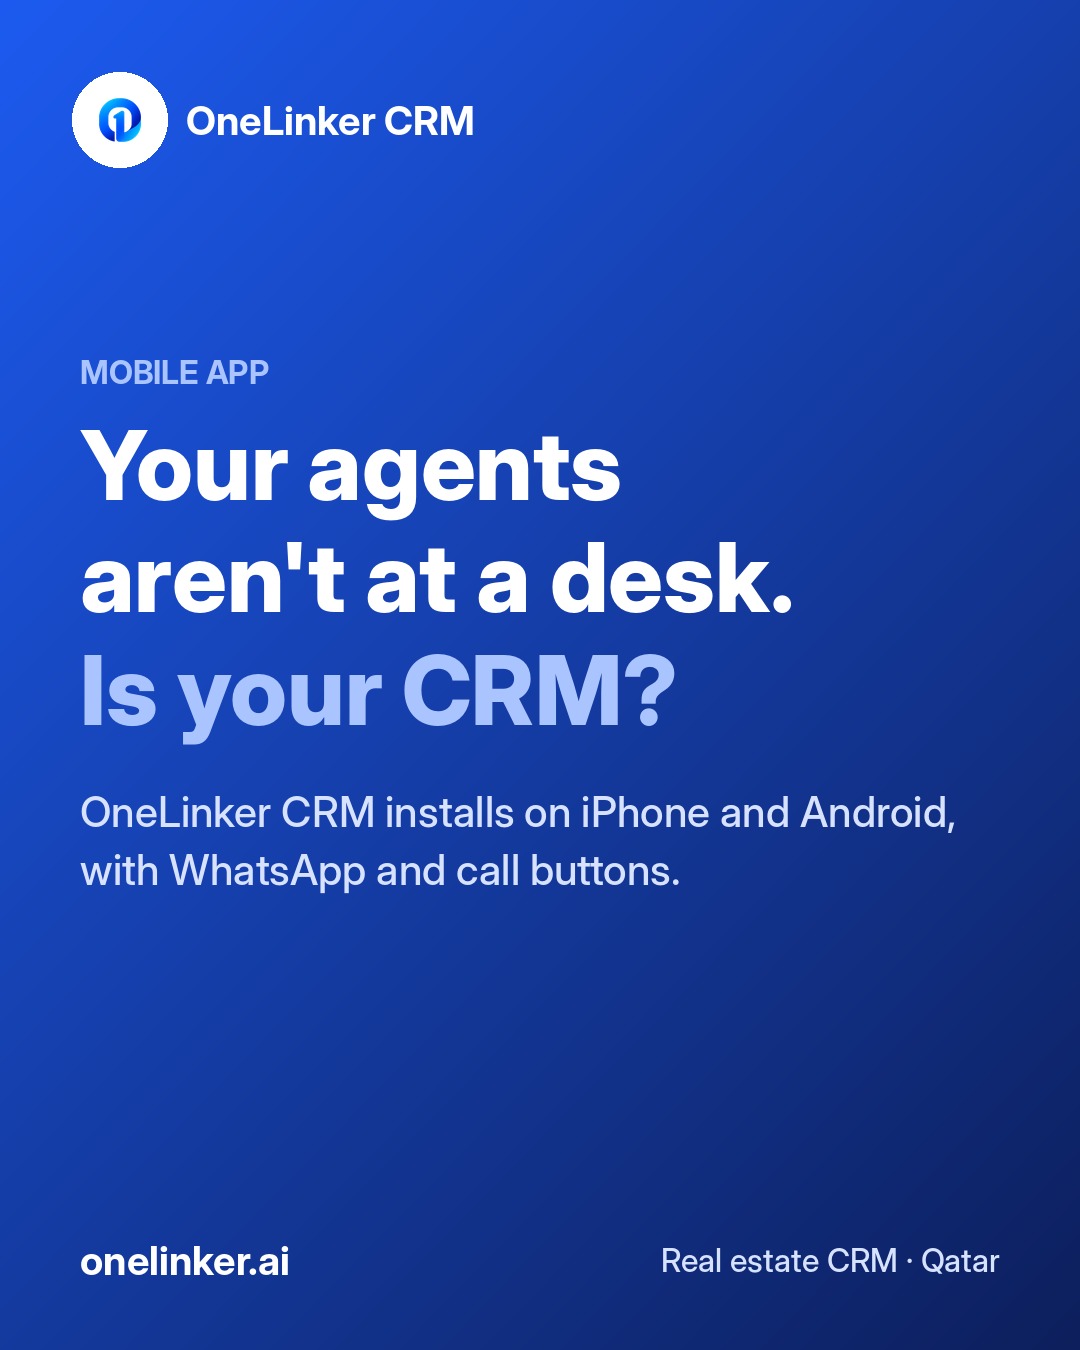 OneLinker CRM
MOBILE APP
Your agents
aren't at a desk.
Is your CRM?
OneLinker CRM installs on iPhone and Android,
with WhatsApp and call buttons.
onelinker.ai
Real estate CRM · Qatar